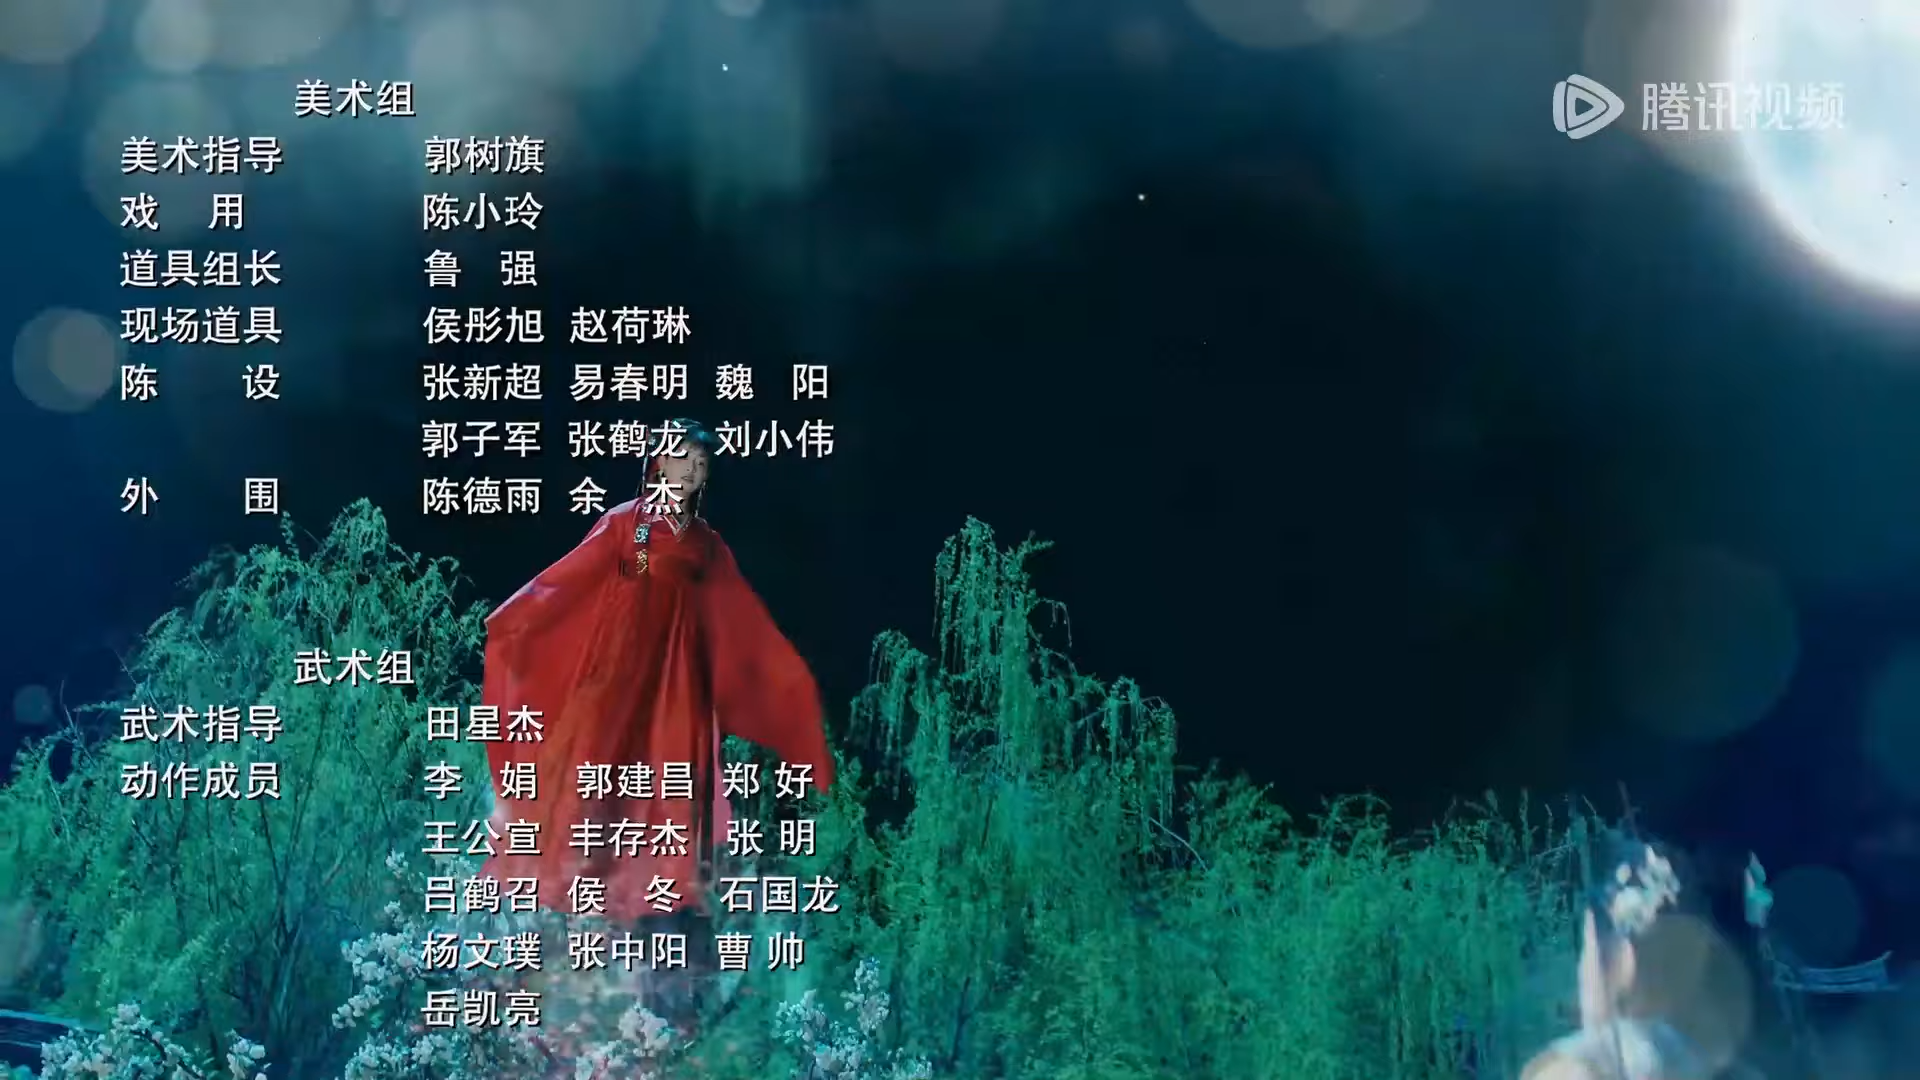 美术组
腾讯视频
美术指导 郭树旗
戏 用 陈小玲
道具组长 鲁 强
现场道具 侯彤旭 赵荷琳
陈 设 张新超 易春明 魏 阳
郭子军 张鹤龙 刘小伟
外 围 陈德雨 余 杰
武术组
武术指导 田星杰
动作成员 李 娟 郭建昌 郑 好
王公宣 丰存杰 张 明
吕鹤召 侯 冬 石国龙
杨文璞 张中阳 曹 帅
岳凯亮